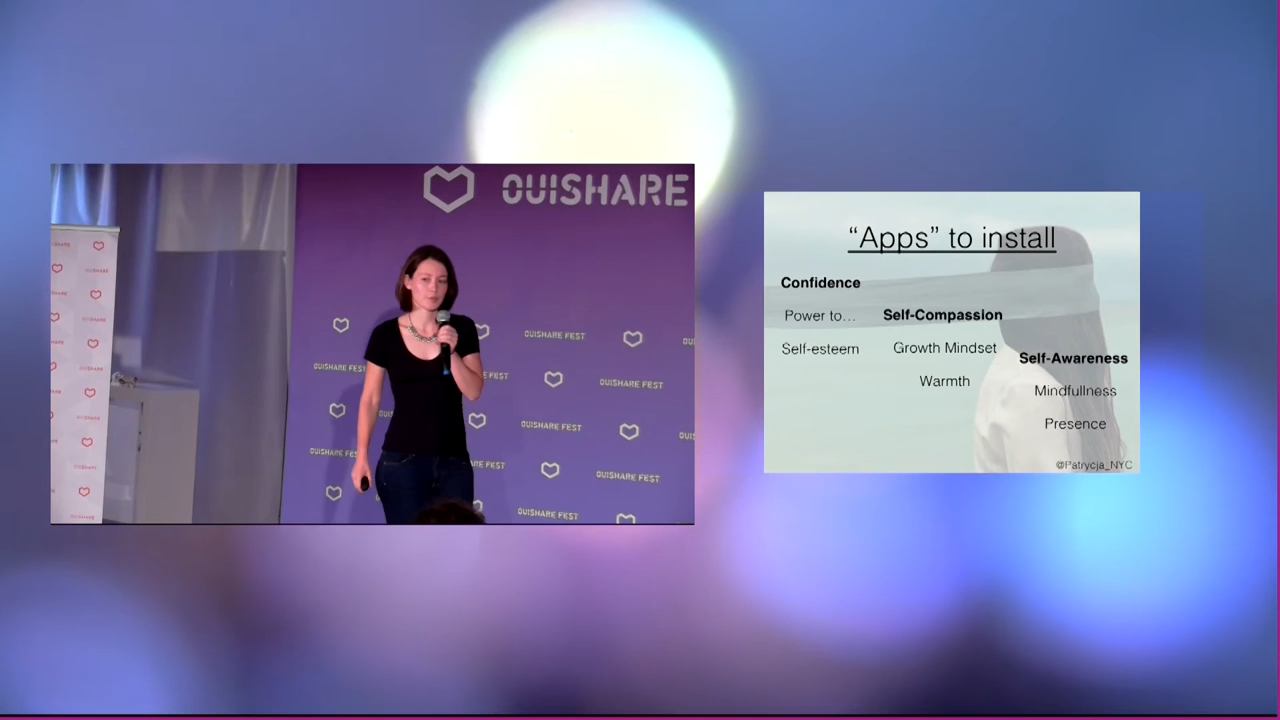 OUISHARE
OUISHARE FEST
OUISHARE FEST
OUISHARE FEST
OUISHARE FEST
OUISHARE FEST
OUISHARE FEST
OUISHARE FEST
“Apps” to install
Confidence
Power to…
Self-esteem
Self-Compassion
Growth Mindset
Warmth
Self-Awareness
Mindfullness
Presence
@Patrycja_NYC